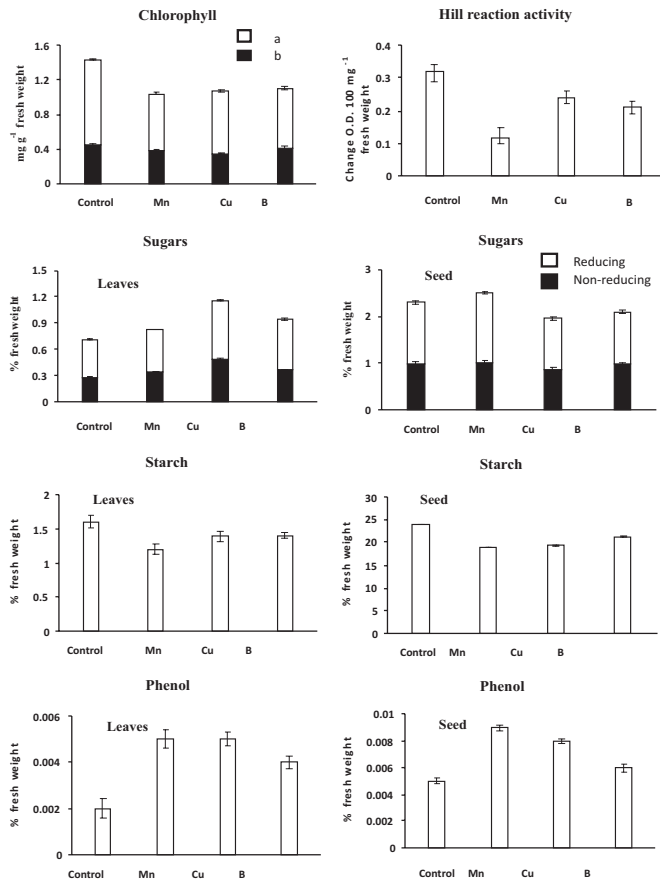 Chlorophyll
a
b
mg g-1 fresh weight
1.6
1.2
0.8
0.4
0
Control Mn Cu B
Hill reaction activity
Change O.D. 100 mg -1
fresh weight
0.4
0.3
0.2
0.1
0
Control Mn Cu B
Sugars
Leaves
% freshweight
1.5
1.2
0.9
0.6
0.3
0
Control Mn Cu B
Sugars
Reducing
Non-reducing
Seed
% fresh weight
3
2
1
0
Control Mn Cu B
Starch
Leaves
% fresh weight
2
1.5
1
0.5
0
Control Mn Cu B
Starch
Seed
% fresh weight
30
25
20
15
10
5
0
Control Mn Cu B
Phenol
Leaves
% fresh weight
0.006
0.004
0.002
0
Control Mn Cu B
Phenol
Seed
% fresh weight
0.01
0.008
0.006
0.004
0.002
0
Control Mn Cu B